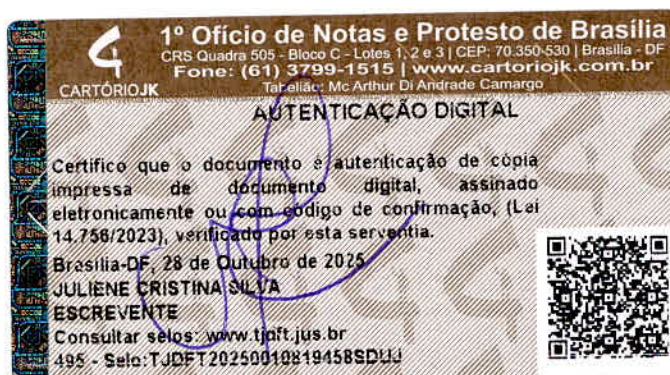 1º Ofício de Notas e Protesto de Brasília
CRS Quadra 505 - Bloco C - Lotes 1, 2 e 3 | CEP: 70.350-530 | Brasília - DF
Fone: (61) 3799-1515 | www.cartoriojk.com.br
Tabelião: Mc Arthur Di Andrade Camargo
CARTÓRIOJK
AUTENTICAÇÃO DIGITAL
Certifico que o documento é autenticação de cópia
impressa de documento digital, assinado
eletronicamente ou com código de confirmação, (Lei
14.756/2023), verificado por esta serventia.
Brasília-DF, 28 de Outubro de 2025
JULIENE CRISTINA SILVA
ESCREVENTE
Consultar selos: www.tjdft.jus.br
495 - Selo:TJDFT20250010819458SDUJ